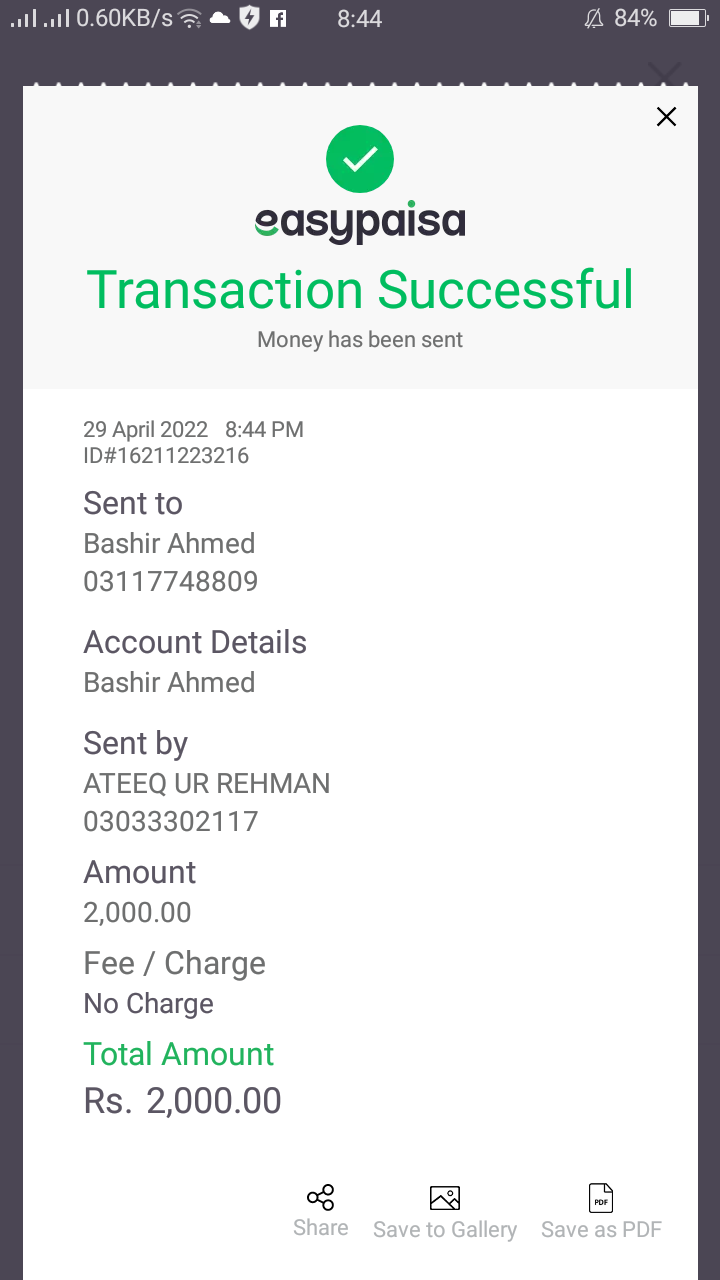 0.60KB/s 8:44 84%
easypaisa
Transaction Successful
Money has been sent
29 April 2022 8:44 PM
ID#16211223216
Sent to
Bashir Ahmed
03117748809
Account Details
Bashir Ahmed
Sent by
ATEEQ UR REHMAN
03033302117
Amount
2,000.00
Fee / Charge
No Charge
Total Amount
Rs. 2,000.00
PDF
Share Save to Gallery Save as PDF